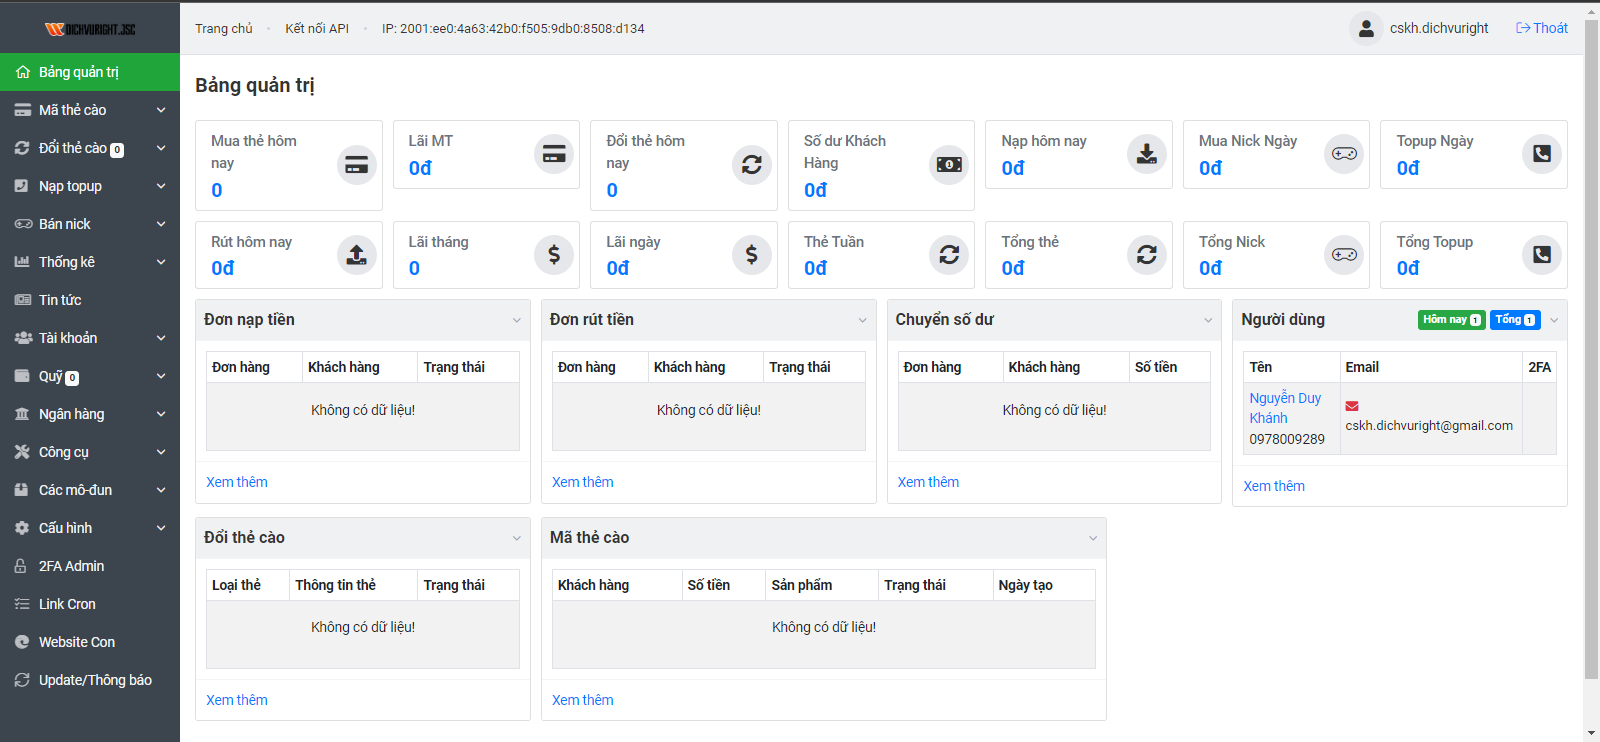 DICHVURIGHT.JSC
Trang chủ
Kết nối API
IP: 2001:ee0:4a63:42b0:f505:9db0:8508:d134
cskh.dichvuright
Thoát
Bảng quản trị
Mã thẻ cào
Đổi thẻ cào 0
Nạp topup
Bán nick
Thống kê
Tin tức
Tài khoản
Quỹ 0
Ngân hàng
Công cụ
Các mô-đun
Cấu hình
2FA Admin
Link Cron
Website Con
Update/Thông báo
Bảng quản trị
Mua thẻ hôm
nay
0
Lãi MT
0đ
Đổi thẻ hôm
nay
0
Số dư Khách
Hàng
0đ
Nạp hôm nay
0đ
Mua Nick Ngày
0đ
Topup Ngày
0đ
Rút hôm nay
0đ
Lãi tháng
0
Lãi ngày
0đ
Thẻ Tuần
0đ
Tổng thẻ
0đ
Tổng Nick
0đ
Tổng Topup
0đ
Đơn nạp tiền
Đơn hàng Khách hàng Trạng thái
Không có dữ liệu!
Xem thêm
Đơn rút tiền
Đơn hàng Khách hàng Trạng thái
Không có dữ liệu!
Xem thêm
Chuyển số dư
Đơn hàng Khách hàng Số tiền
Không có dữ liệu!
Xem thêm
Người dùng Hôm nay 1 Tổng 1
Tên Email 2FA
Nguyễn Duy
Khánh
0978009289
cskh.dichvuright@gmail.com
Xem thêm
Đổi thẻ cào
Loại thẻ Thông tin thẻ Trạng thái
Không có dữ liệu!
Xem thêm
Mã thẻ cào
Khách hàng Số tiền Sản phẩm Trạng thái Ngày tạo
Không có dữ liệu!
Xem thêm